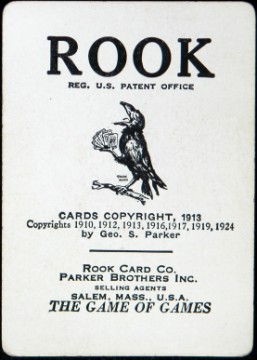 ROOK
REG. U.S. PATENT OFFICE
CARDS COPYRIGHT, 1913
Copyrights 1910, 1912, 1913, 1916, 1917, 1919, 1924
by Geo. S. Parker
ROOK CARD CO.
PARKER BROTHERS INC.
SELLING AGENTS
SALEM, MASS., U.S.A.
THE GAME OF GAMES